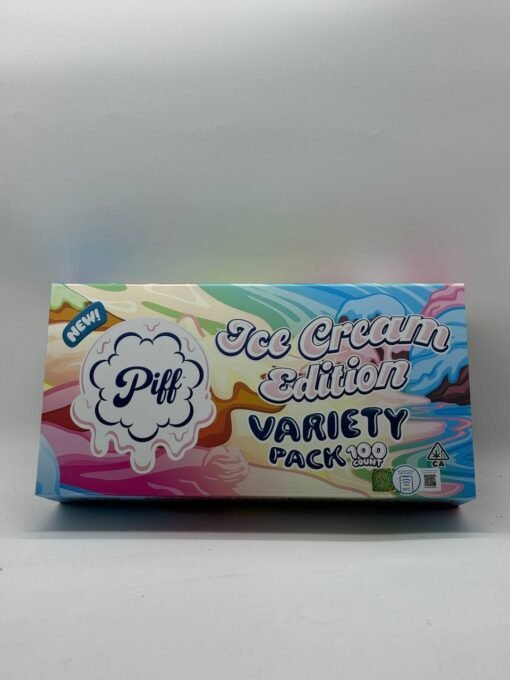 NEW!
Piff
Ice Cream
Edition
VARIETY
PACK 100
COUNT
CA